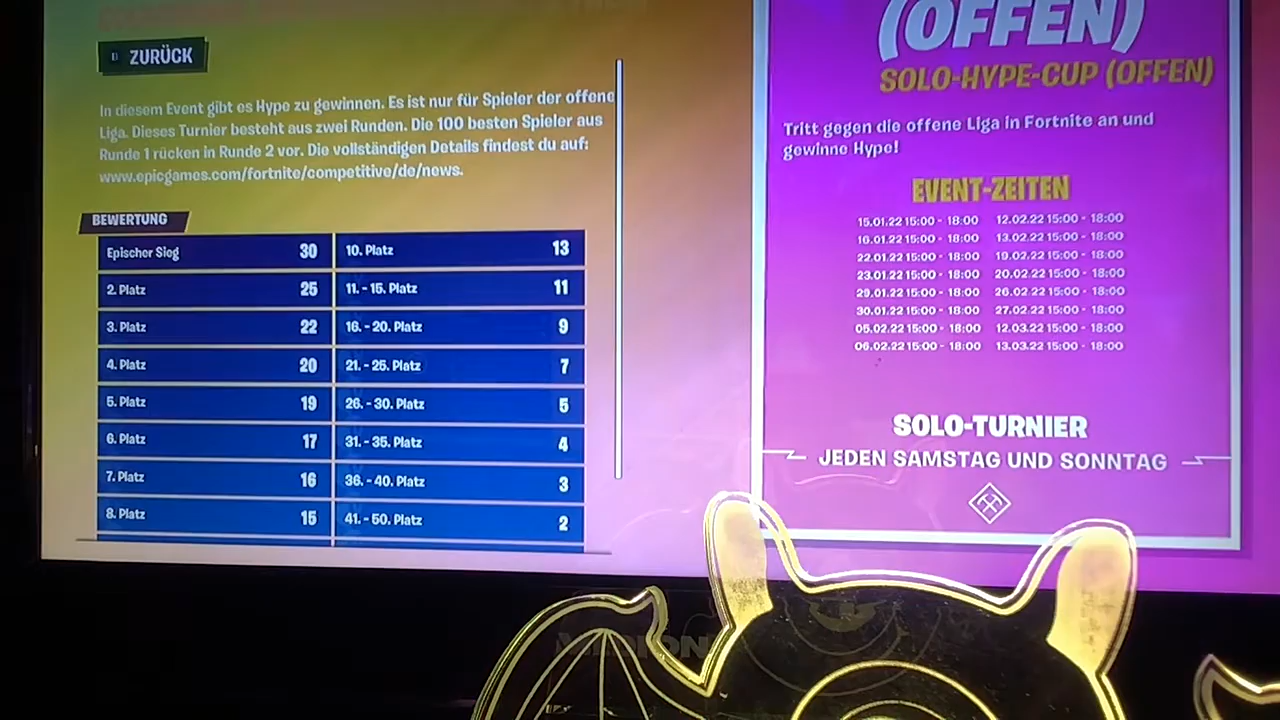 ZURÜCK
In diesem Event gibt es Hype zu gewinnen. Es ist nur für Spieler der offene
Liga. Dieses Turnier besteht aus zwei Runden. Die 100 besten Spieler aus
Runde 1 rücken in Runde 2 vor. Die vollständigen Details findest du auf:
www.epicgames.com/fortnite/competitive/de/news.
BEWERTUNG
Epischer Sieg 30 10. Platz 13
2. Platz 25 11. - 15. Platz 11
3. Platz 22 16. - 20. Platz 9
4. Platz 20 21. - 25. Platz 7
5. Platz 19 26. - 30. Platz 5
6. Platz 17 31. - 35. Platz 4
7. Platz 16 36. - 40. Platz 3
8. Platz 15 41. - 50. Platz 2
(OFFEN)
SOLO-HYPE-CUP (OFFEN)
Tritt gegen die offene Liga in Fortnite an und
gewinne Hype!
EVENT-ZEITEN
15.01.22 15:00 - 18:00 12.02.22 15:00 - 18:00
16.01.22 15:00 - 18:00 13.02.22 15:00 - 18:00
22.01.22 15:00 - 18:00 19.02.22 15:00 - 18:00
23.01.22 15:00 - 18:00 20.02.22 15:00 - 18:00
29.01.22 15:00 - 18:00 26.02.22 15:00 - 18:00
30.01.22 15:00 - 18:00 27.02.22 15:00 - 18:00
05.02.22 15:00 - 18:00 12.03.22 15:00 - 18:00
06.02.22 15:00 - 18:00 13.03.22 15:00 - 18:00
SOLO-TURNIER
JEDEN SAMSTAG UND SONNTAG